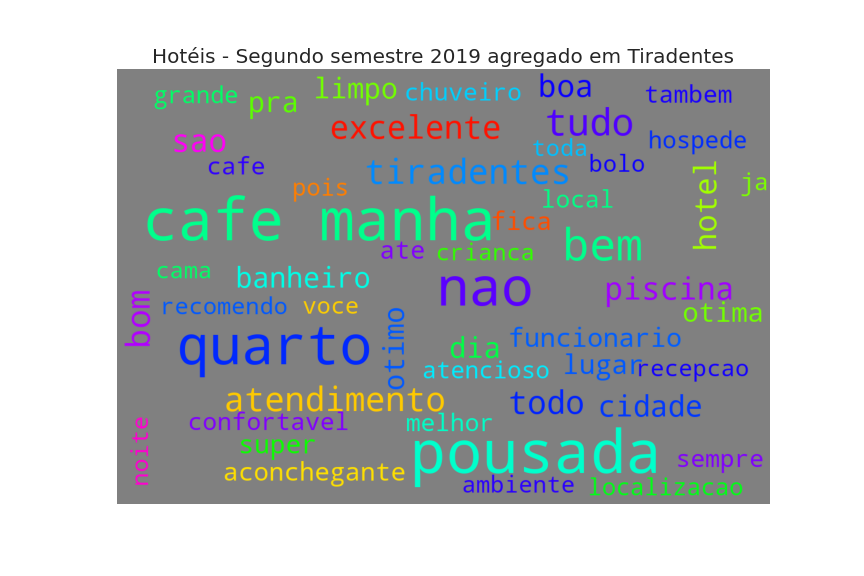 Hotéis - Segundo semestre 2019 agregado em Tiradentes
grande
pra
limpo
chuveiro
boa
tambem
sao
excelente
tudo
hospede
toda
cafe
pois
tiradentes
bolo
ja
local
hotel
cafe manha
fica
bem
ate
crianca
cama
banheiro
nao
piscina
bom
recomendo
voce
otimo
otima
quarto
dia
funcionario
atencioso
lugar
recepcao
atendimento
todo
cidade
noite
confortavel
melhor
super
aconchegante
pousada
sempre
ambiente
localizacao